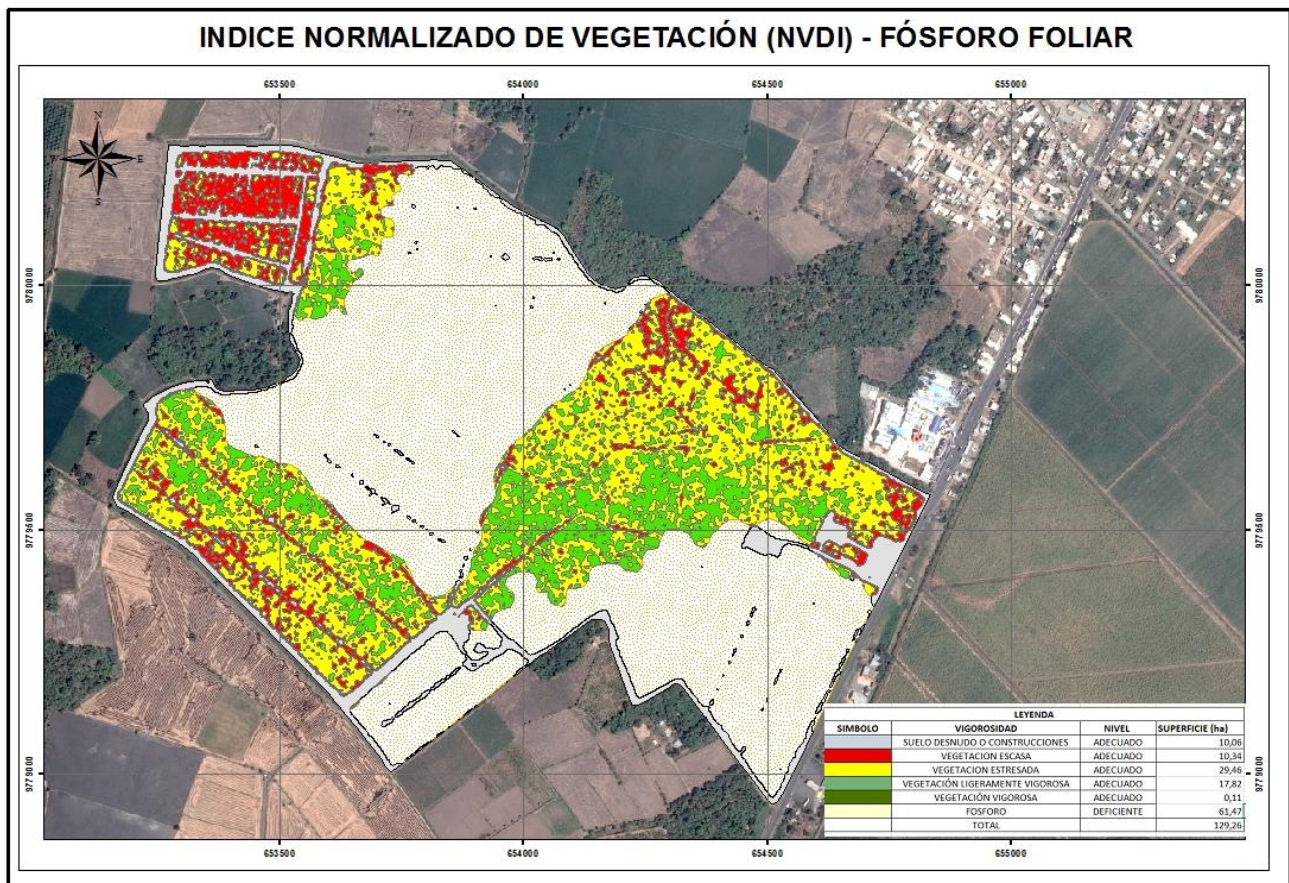 INDICE NORMALIZADO DE VEGETACIÓN (NVDI) - FÓSFORO FOLIAR
653500 654000 654500 655000
N
E
S
9780000 9780000
9779500 9779500
9779000 9779000
LEYENDA
SIMBOLO VIGOROSIDAD NIVEL SUPERFICIE (ha)
SUELO DESNUDO O CONSTRUCCIONES ADECUADO 10,06
VEGETACION ESCASA ADECUADO 10,34
VEGETACION ESTRESADA ADECUADO 29,46
VEGETACIÓN LIGERAMENTE VIGOROSA ADECUADO 17,82
VEGETACIÓN VIGOROSA ADECUADO 0,11
FOSFORO DEFICIENTE 61,47
TOTAL 129,26
653500 654000 654500 655000